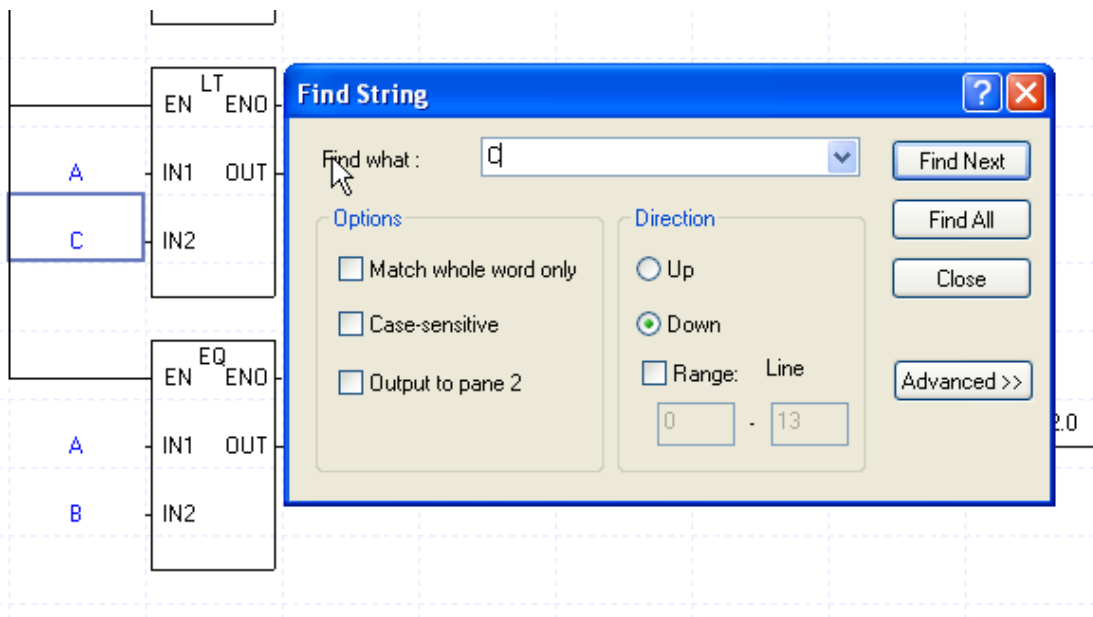 LT
EN ENO
A IN1 OUT
C IN2
EQ
EN ENO
A IN1 OUT
B IN2
Find String
Find what : C
Find Next
Options
Match whole word only
Case-sensitive
Output to pane 2
Direction
Up
Down
Range: Line
0 - 13
Find All
Close
Advanced >>
2.0